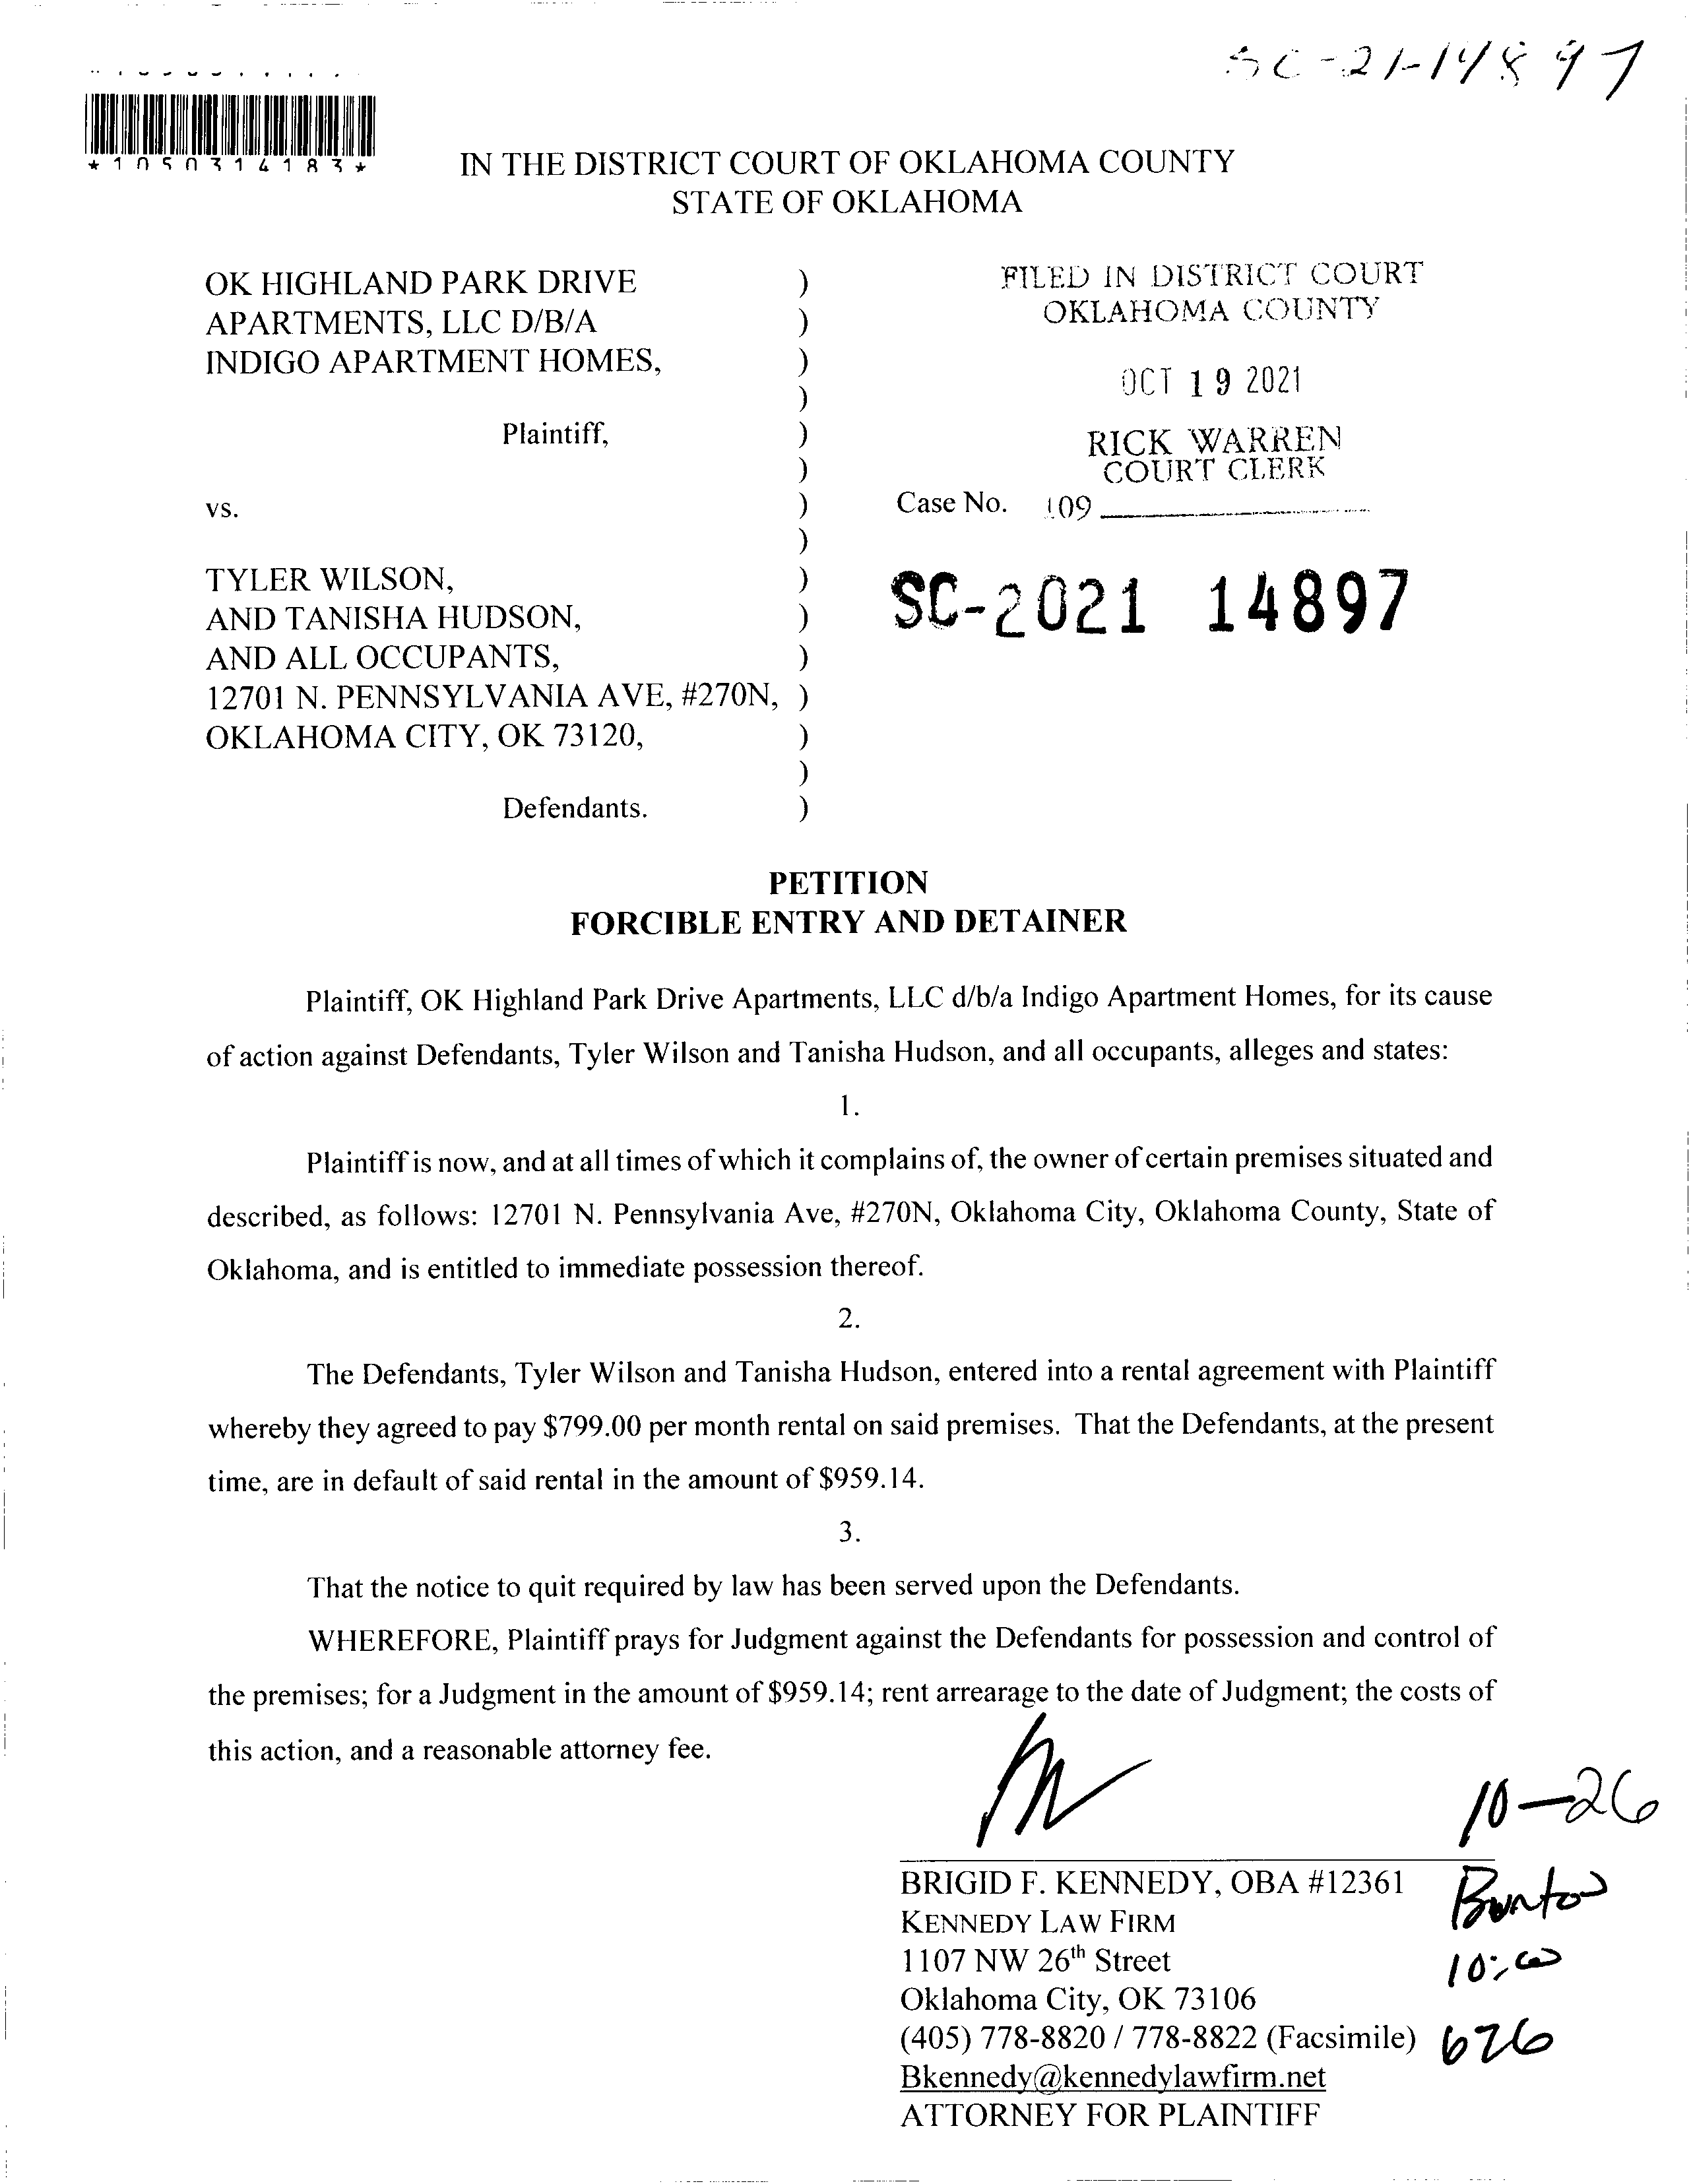 SC-21-14897
*1050314183*
IN THE DISTRICT COURT OF OKLAHOMA COUNTY
STATE OF OKLAHOMA
OK HIGHLAND PARK DRIVE )
APARTMENTS, LLC D/B/A )
INDIGO APARTMENT HOMES, )
)
Plaintiff, )
)
vs. )
)
TYLER WILSON, )
AND TANISHA HUDSON, )
AND ALL OCCUPANTS, )
12701 N. PENNSYLVANIA AVE, #270N, )
OKLAHOMA CITY, OK 73120, )
)
Defendants. )
FILED IN DISTRICT COURT
OKLAHOMA COUNTY
OCT 19 2021
RICK WARREN
COURT CLERK
Case No. 109
SC-2021 14897
PETITION
FORCIBLE ENTRY AND DETAINER
Plaintiff, OK Highland Park Drive Apartments, LLC d/b/a Indigo Apartment Homes, for its cause
of action against Defendants, Tyler Wilson and Tanisha Hudson, and all occupants, alleges and states:
1.
Plaintiff is now, and at all times of which it complains of, the owner of certain premises situated and
described, as follows: 12701 N. Pennsylvania Ave, #270N, Oklahoma City, Oklahoma County, State of
Oklahoma, and is entitled to immediate possession thereof.
2.
The Defendants, Tyler Wilson and Tanisha Hudson, entered into a rental agreement with Plaintiff
whereby they agreed to pay $799.00 per month rental on said premises. That the Defendants, at the present
time, are in default of said rental in the amount of $959.14.
3.
That the notice to quit required by law has been served upon the Defendants.
WHEREFORE, Plaintiff prays for Judgment against the Defendants for possession and control of
the premises; for a Judgment in the amount of $959.14; rent arrearage to the date of Judgment; the costs of
this action, and a reasonable attorney fee.
BRIGID F. KENNEDY, OBA #12361
KENNEDY LAW FIRM
1107 NW 26th Street
Oklahoma City, OK 73106
(405) 778-8820 / 778-8822 (Facsimile)
Bkennedy@kennedylawfirm.net
ATTORNEY FOR PLAINTIFF
10-26
10:00
626